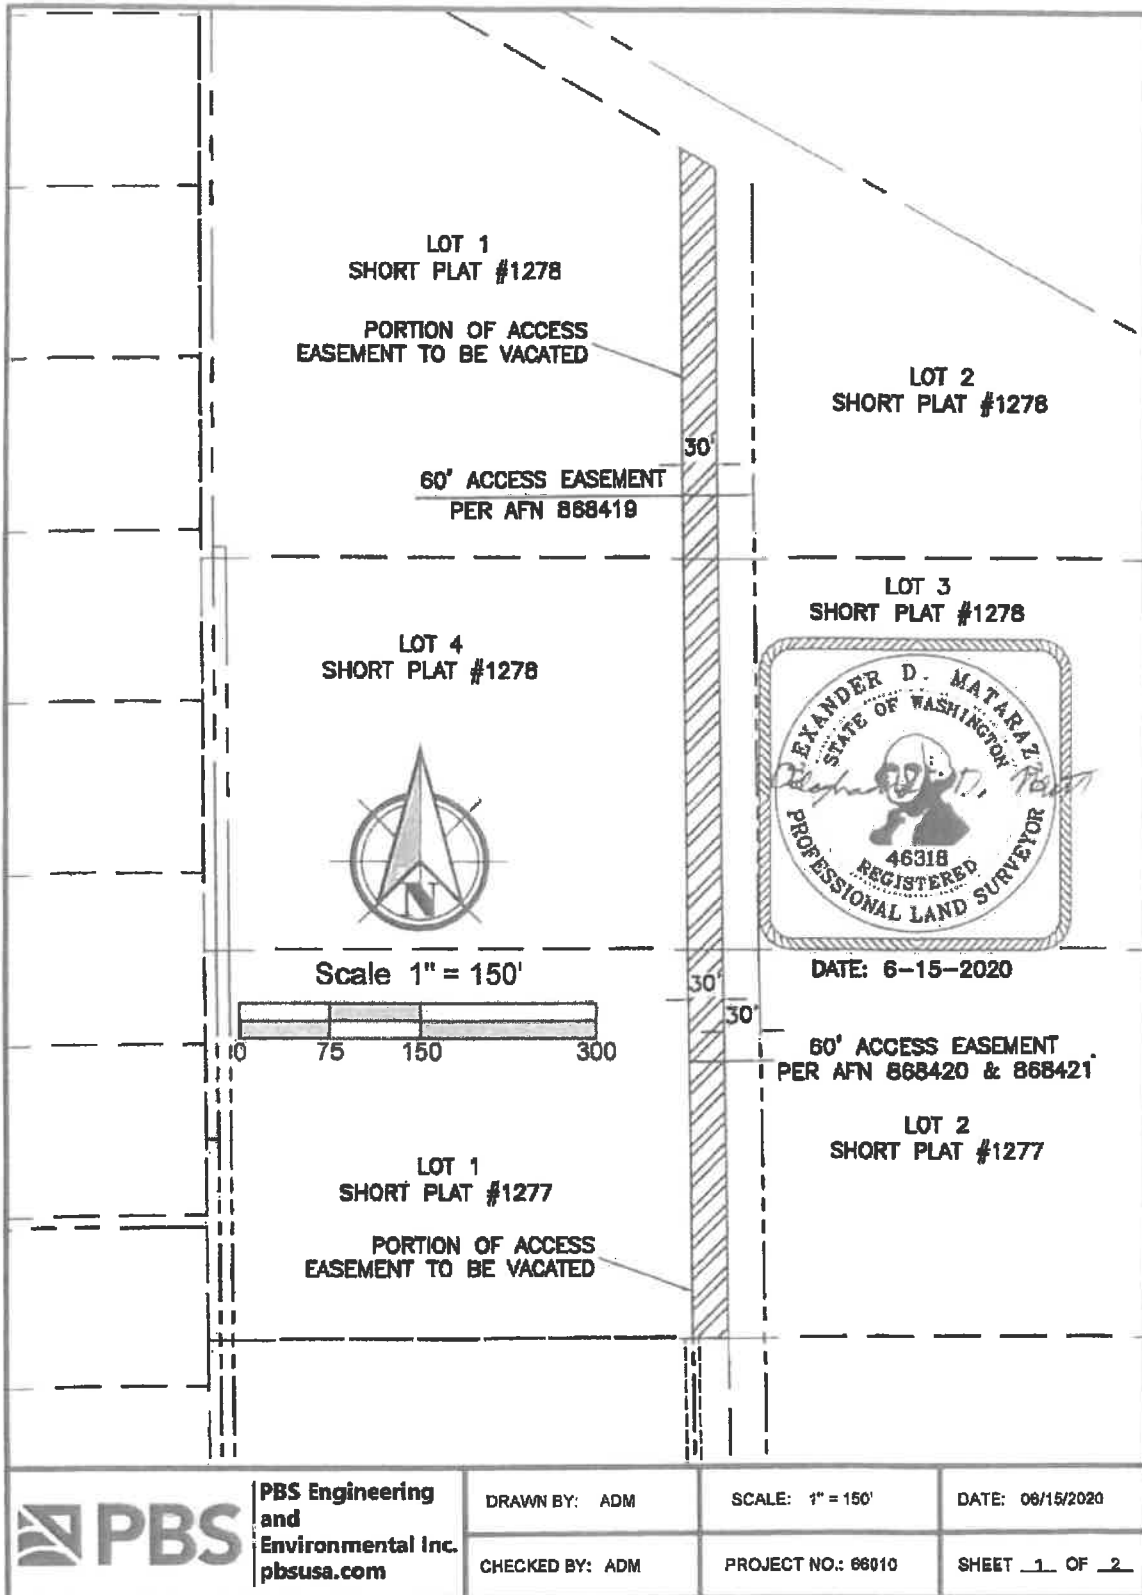 LOT 1
SHORT PLAT #1278
PORTION OF ACCESS
EASEMENT TO BE VACATED
LOT 2
SHORT PLAT #1278
30'
60' ACCESS EASEMENT
PER AFN 868419
LOT 3
SHORT PLAT #1278
LOT 4
SHORT PLAT #1278
EXANDER D. MATARAZ
STATE OF WASHINGTON
46318
REGISTERED
PROFESSIONAL LAND SURVEYOR
N
DATE: 6-15-2020
Scale 1" = 150'
0 75 150 300
30'
30'
60' ACCESS EASEMENT
PER AFN 868420 & 868421
LOT 2
SHORT PLAT #1277
LOT 1
SHORT PLAT #1277
PORTION OF ACCESS
EASEMENT TO BE VACATED
PBS
PBS Engineering
and
Environmental Inc.
pbsusa.com
DRAWN BY: ADM
SCALE: 1" = 150'
DATE: 06/15/2020
CHECKED BY: ADM
PROJECT NO.: 66010
SHEET 1 OF 2